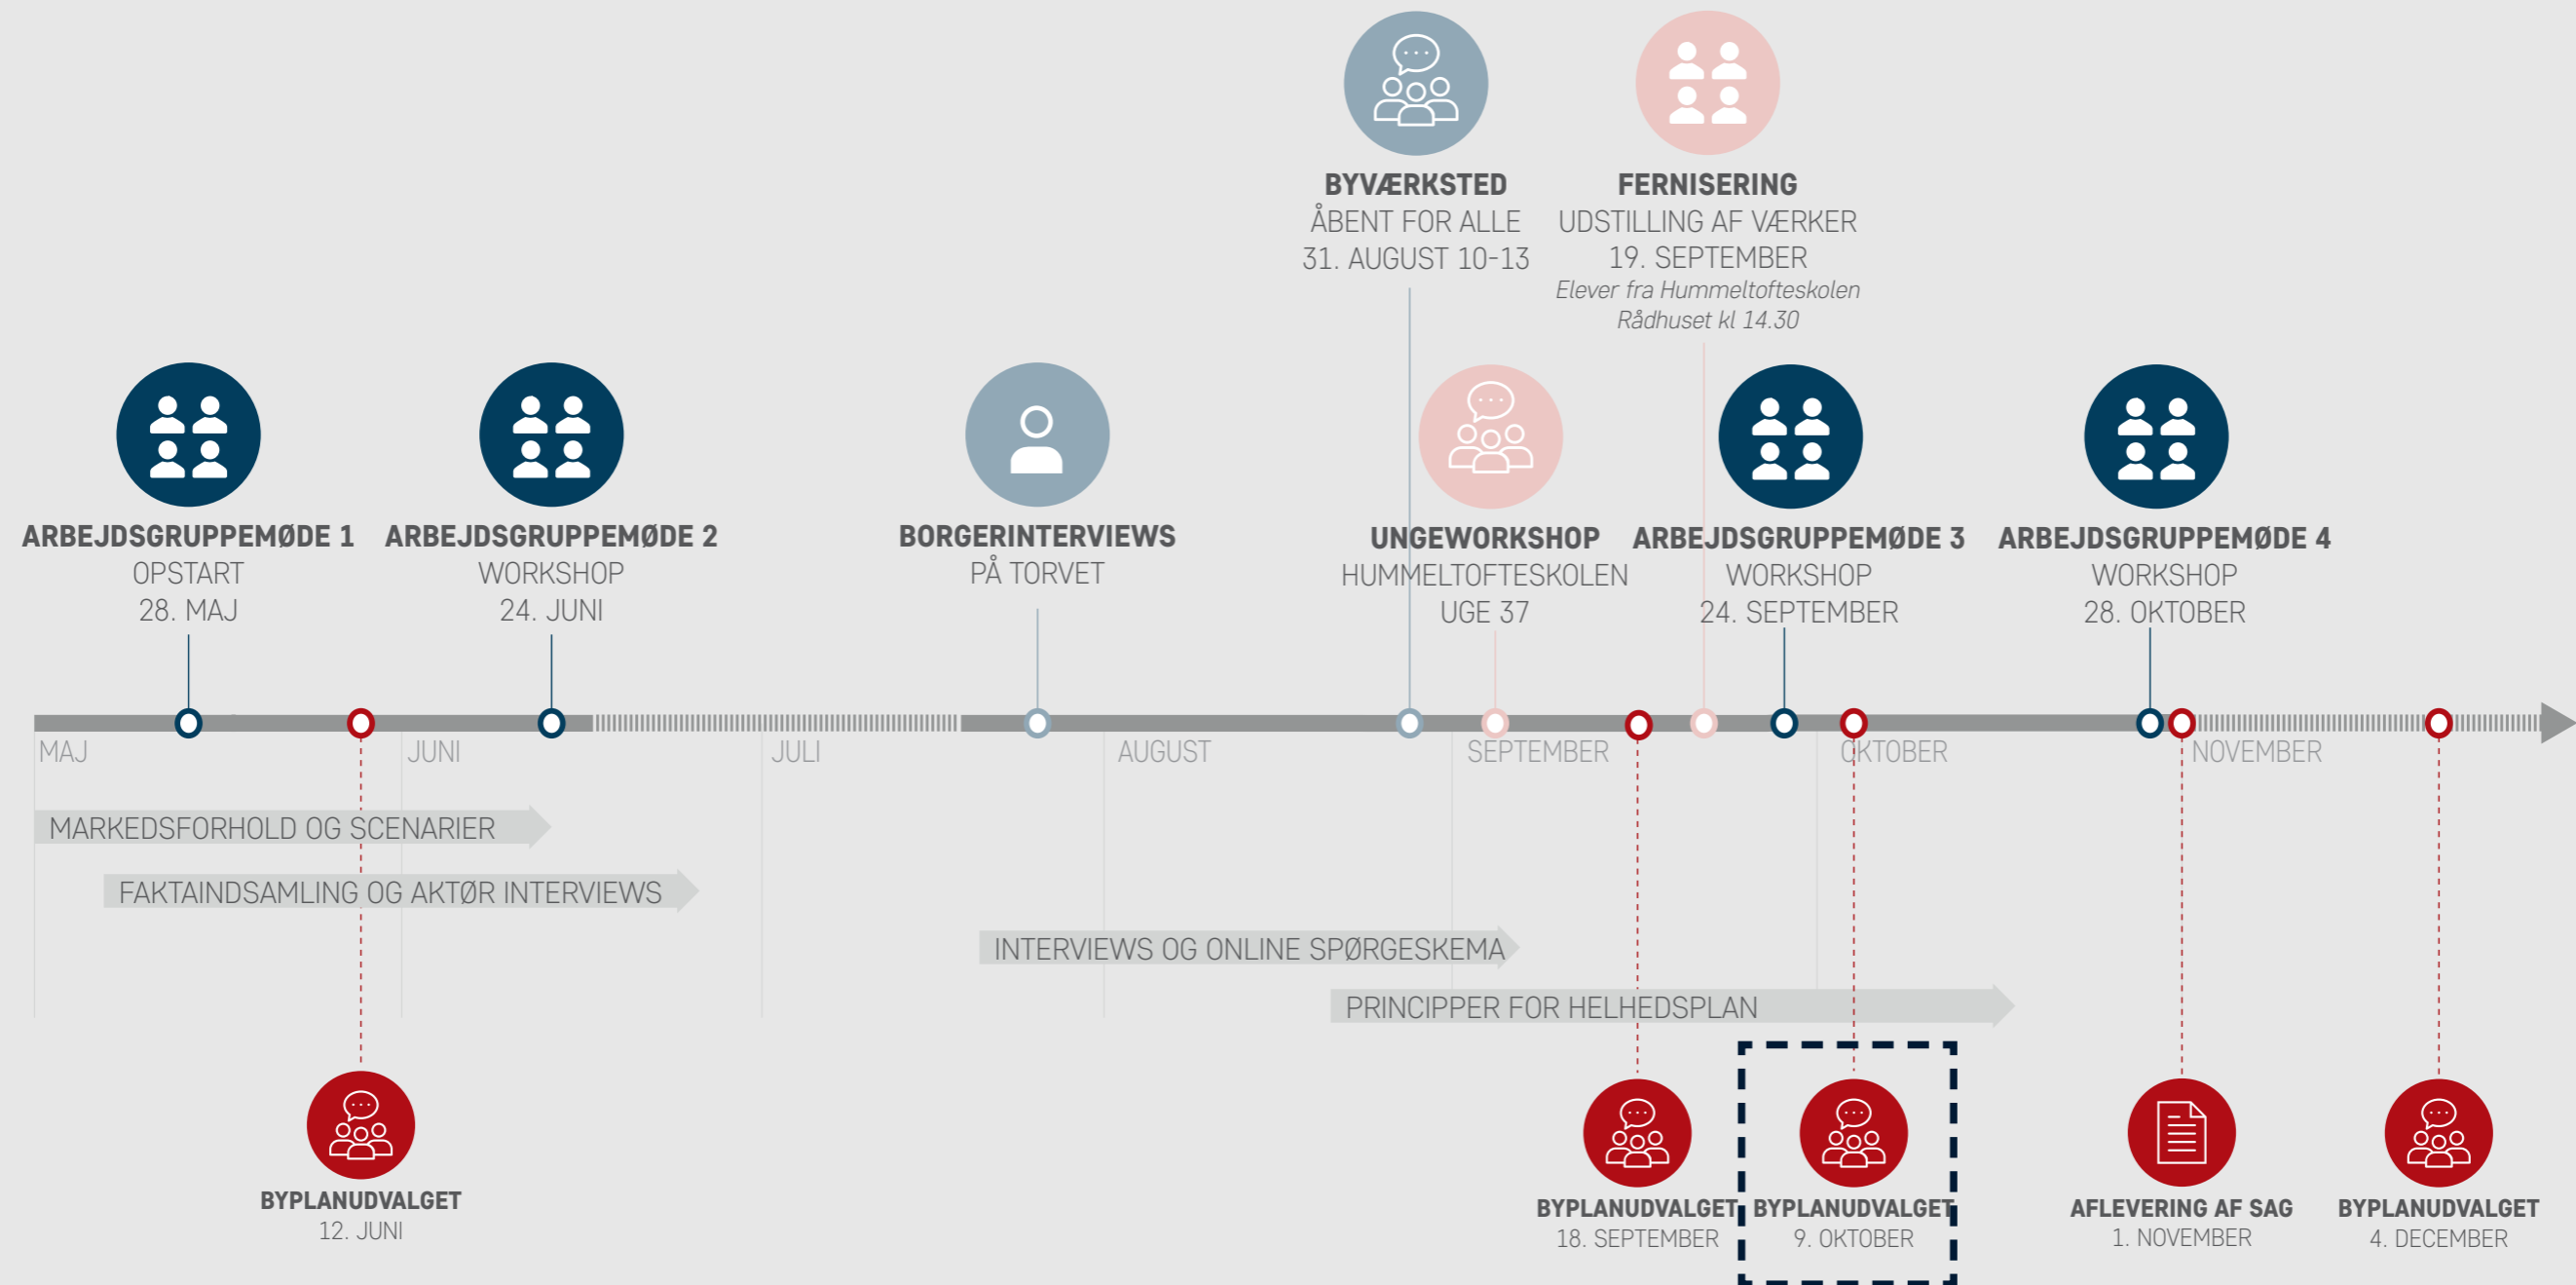 BYVÆRKSTED
ÅBENT FOR ALLE
31. AUGUST 10-13
FERNISERING
UDSTILLING AF VÆRKER
19. SEPTEMBER
Elever fra Hummeltofteskolen
Rådhuset kl 14.30
ARBEJDSGRUPPEMØDE 1
OPSTART
28. MAJ
ARBEJDSGRUPPEMØDE 2
WORKSHOP
24. JUNI
BORGERINTERVIEWS
PÅ TORVET
UNGEWORKSHOP
HUMMELTOFTESKOLEN
UGE 37
ARBEJDSGRUPPEMØDE 3
WORKSHOP
24. SEPTEMBER
ARBEJDSGRUPPEMØDE 4
WORKSHOP
28. OKTOBER
MAJ
JUNI
JULI
AUGUST
SEPTEMBER
OKTOBER
NOVEMBER
MARKEDSFORHOLD OG SCENARIER
FAKTAINDSAMLING OG AKTØR INTERVIEWS
INTERVIEWS OG ONLINE SPØRGESKEMA
PRINCIPPER FOR HELHEDSPLAN
BYPLANUDVALGET
12. JUNI
BYPLANUDVALGET
18. SEPTEMBER
BYPLANUDVALGET
9. OKTOBER
AFLEVERING AF SAG
1. NOVEMBER
BYPLANUDVALGET
4. DECEMBER